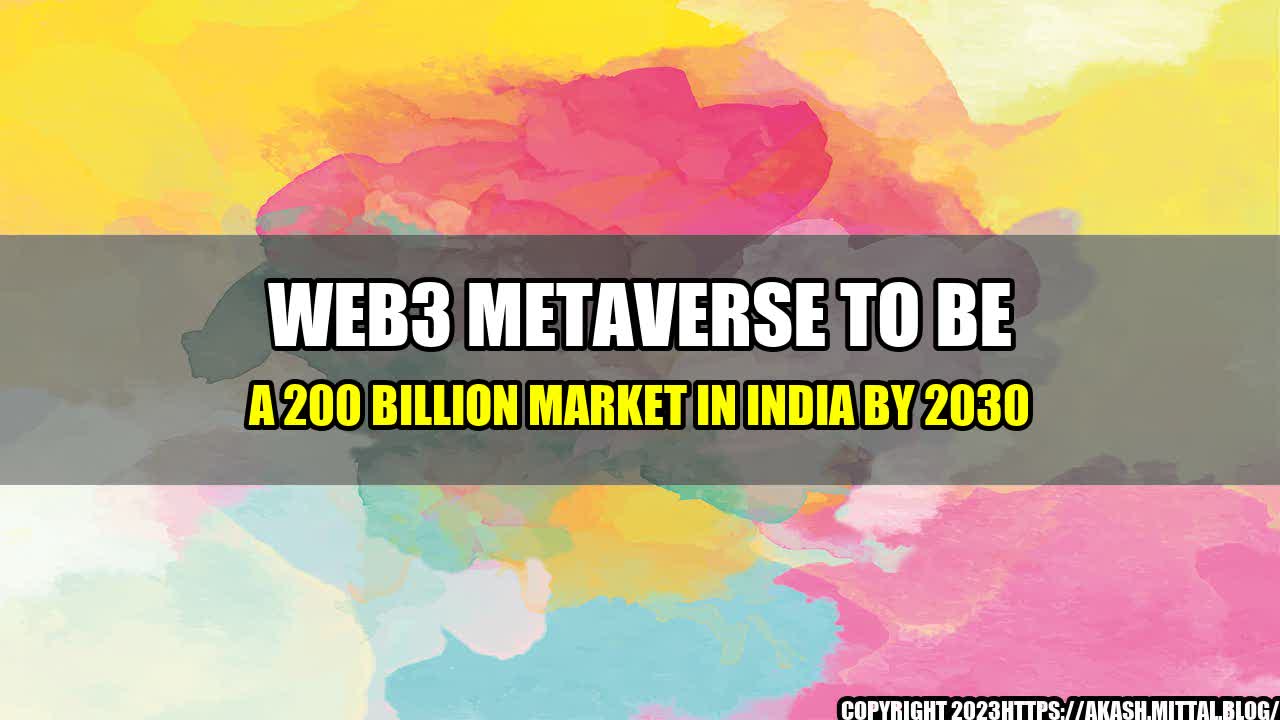 WEB3 METAVERSE TO BE
A 200 BILLION MARKET IN INDIA BY 2030
COPYRIGHT 2023HTTPS://AKASH.MITTAL.BLOG/